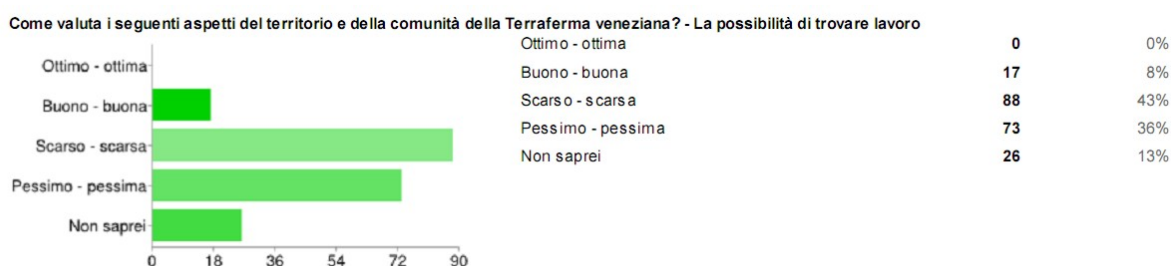 Come valuta i seguenti aspetti del territorio e della comunità della Terraferma veneziana? - La possibilità di trovare lavoro
Ottimo - ottima
Buono - buona
Scarso - scarsa
Pessimo - pessima
Non saprei
0 18 36 54 72 90
Ottimo - ottima 0 0%
Buono - buona 17 8%
Scarso - scarsa 88 43%
Pessimo - pessima 73 36%
Non saprei 26 13%